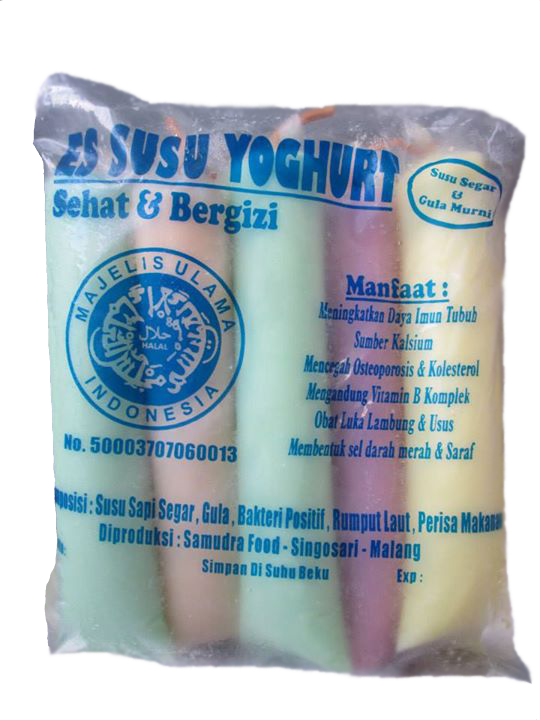 ES SUSU YOGHURT
Sehat & Bergizi
Susu Segar
&
Gula Murni
MAJELIS ULAMA
حلال
HALAL
INDONESIA
No. 50003707060013
Manfaat :
Meningkatkan Daya Imun Tubuh
Sumber Kalsium
Mencegah Osteoporosis & Kolesterol
Mengandung Vitamin B Komplek
Obat Luka Lambung & Usus
Membentuk sel darah merah & Saraf
posisi : Susu Sapi Segar, Gula, Bakteri Positif, Rumput Laut, Perisa Makanan
Diproduksi : Samudra Food - Singosari - Malang
Simpan Di Suhu Beku
Exp :